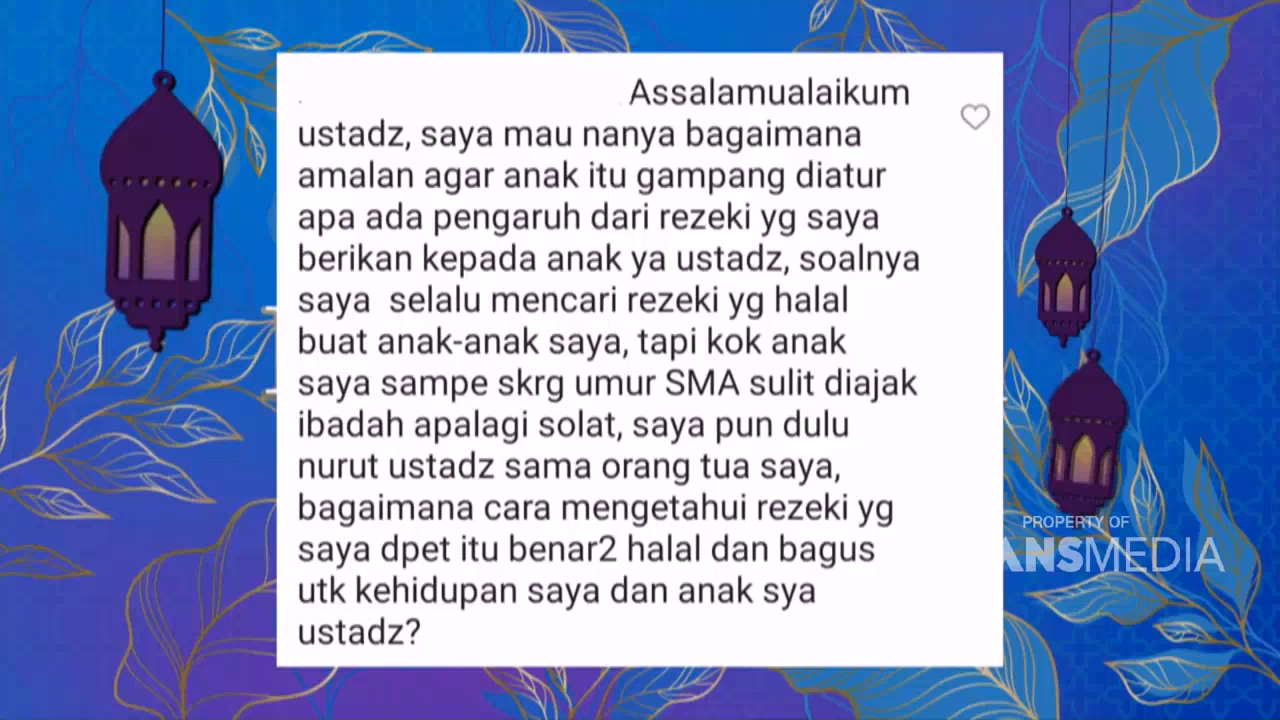 Assalamualaikum
ustadz, saya mau nanya bagaimana
amalan agar anak itu gampang diatur
apa ada pengaruh dari rezeki yg saya
berikan kepada anak ya ustadz, soalnya
saya  selalu mencari rezeki yg halal
buat anak-anak saya, tapi kok anak
saya sampe skrg umur SMA sulit diajak
ibadah apalagi solat, saya pun dulu
nurut ustadz sama orang tua saya,
bagaimana cara mengetahui rezeki yg
saya dpet itu benar2 halal dan bagus
utk kehidupan saya dan anak sya
ustadz?
PROPERTY OF
ANSMEDIA